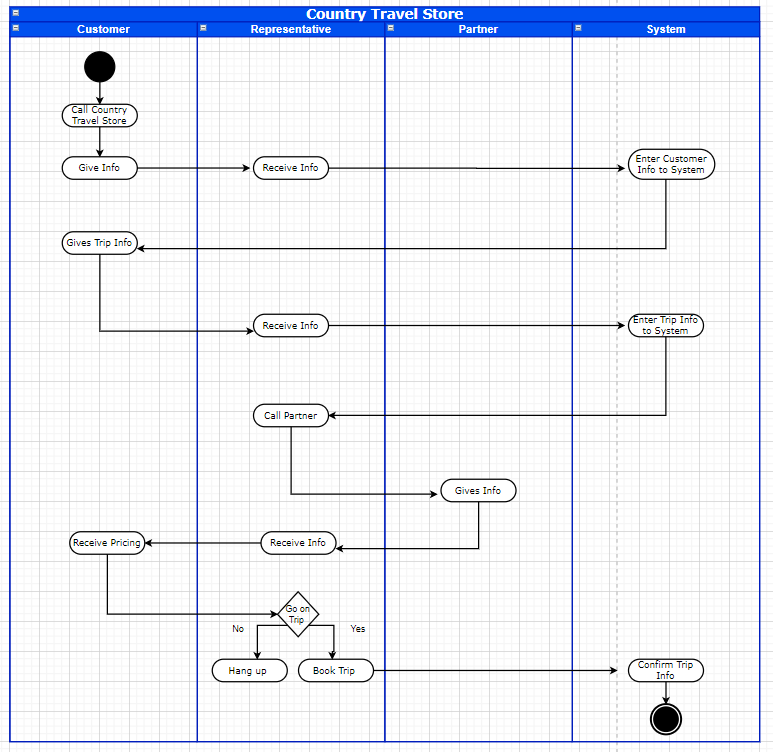 Country Travel Store
Customer
Representative
Partner
System
Call Country
Travel Store
Give Info
Receive Info
Enter Customer
Info to System
Gives Trip Info
Receive Info
Enter Trip Info
to System
Call Partner
Gives Info
Receive Pricing
Receive Info
Go on
Trip
No
Yes
Hang up
Book Trip
Confirm Trip
Info